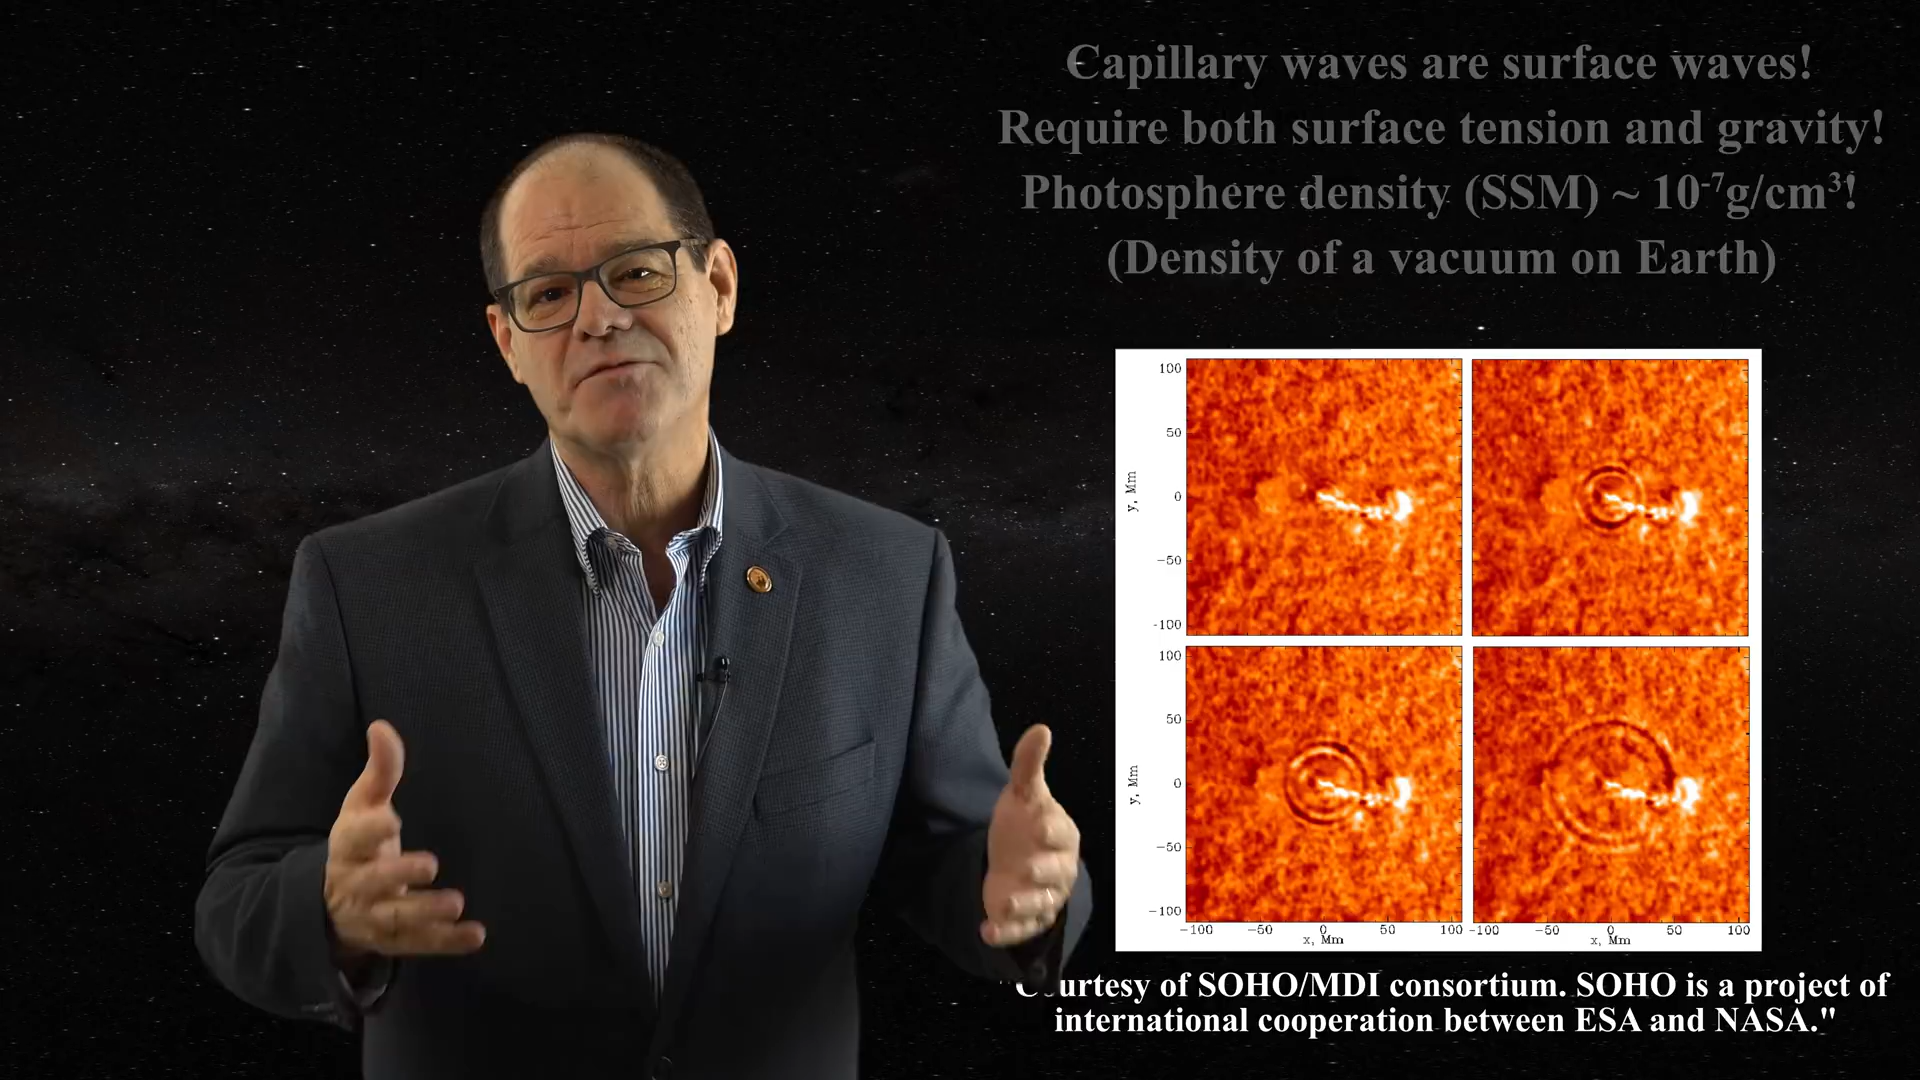 Capillary waves are surface waves!
Require both surface tension and gravity!
Photosphere density (SSM) ~ 10⁻⁷g/cm³!
(Density of a vacuum on Earth)
100
50
0
−50
-100
y, Mm
100
50
0
−50
−100
y, Mm
−100 −50 0 50 100
x, Mm
−100 −50 0 50 100
x, Mm
"Courtesy of SOHO/MDI consortium. SOHO is a project of
international cooperation between ESA and NASA."